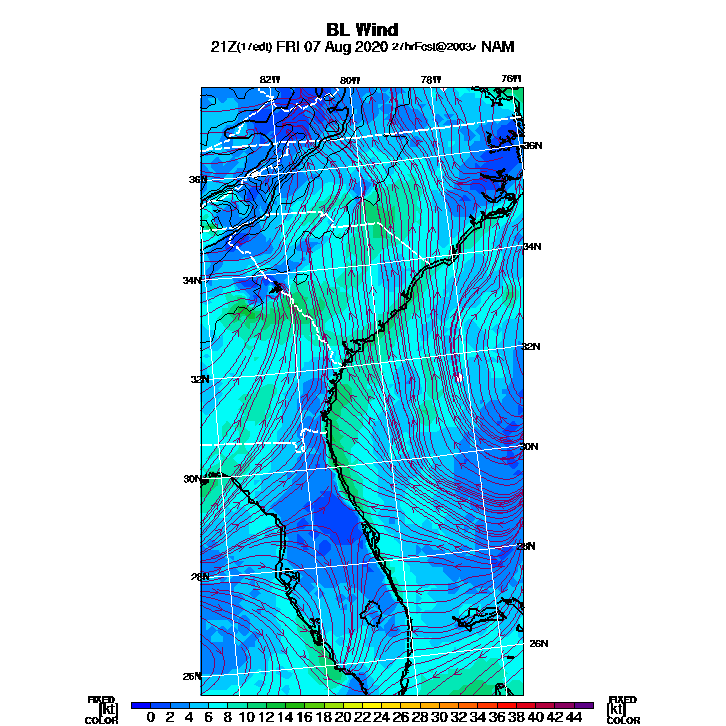 BL Wind
21Z(17edt) FRI 07 Aug 2020 27hrFcst@2003z NAM
82W 80W 78W 76W
36N
36N
34N
34N
32N
32N
30N
30N
28N
28N
26N
26N
FIXED FIXED
[kt] 0 2 4 6 8 10 12 14 16 18 20 22 24 26 28 30 32 34 36 38 40 42 44 [kt]
COLOR COLOR